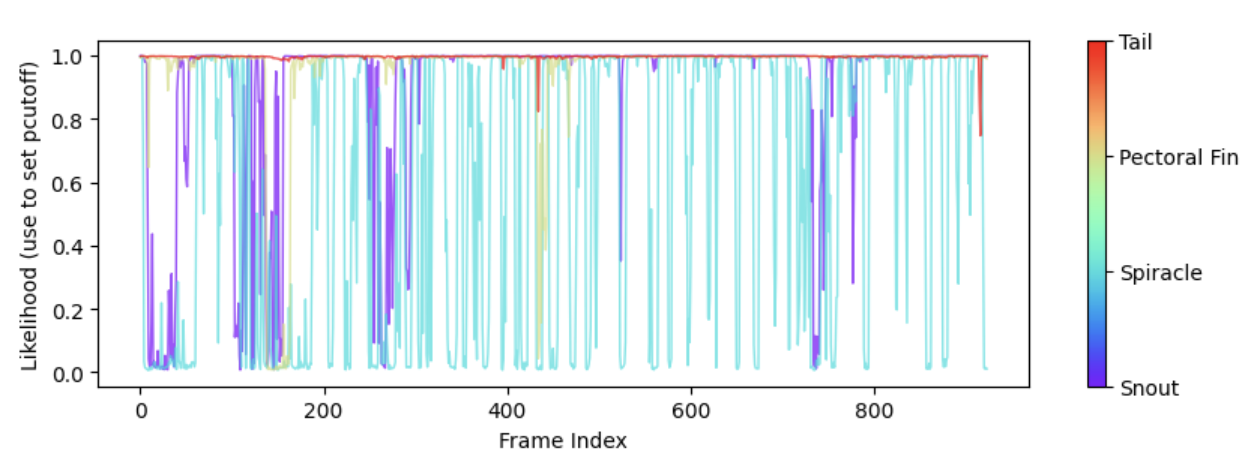 Likelihood (use to set pcutoff)
1.0
0.8
0.6
0.4
0.2
0.0
0
200
400
600
800
Frame Index
Tail
Pectoral Fin
Spiracle
Snout